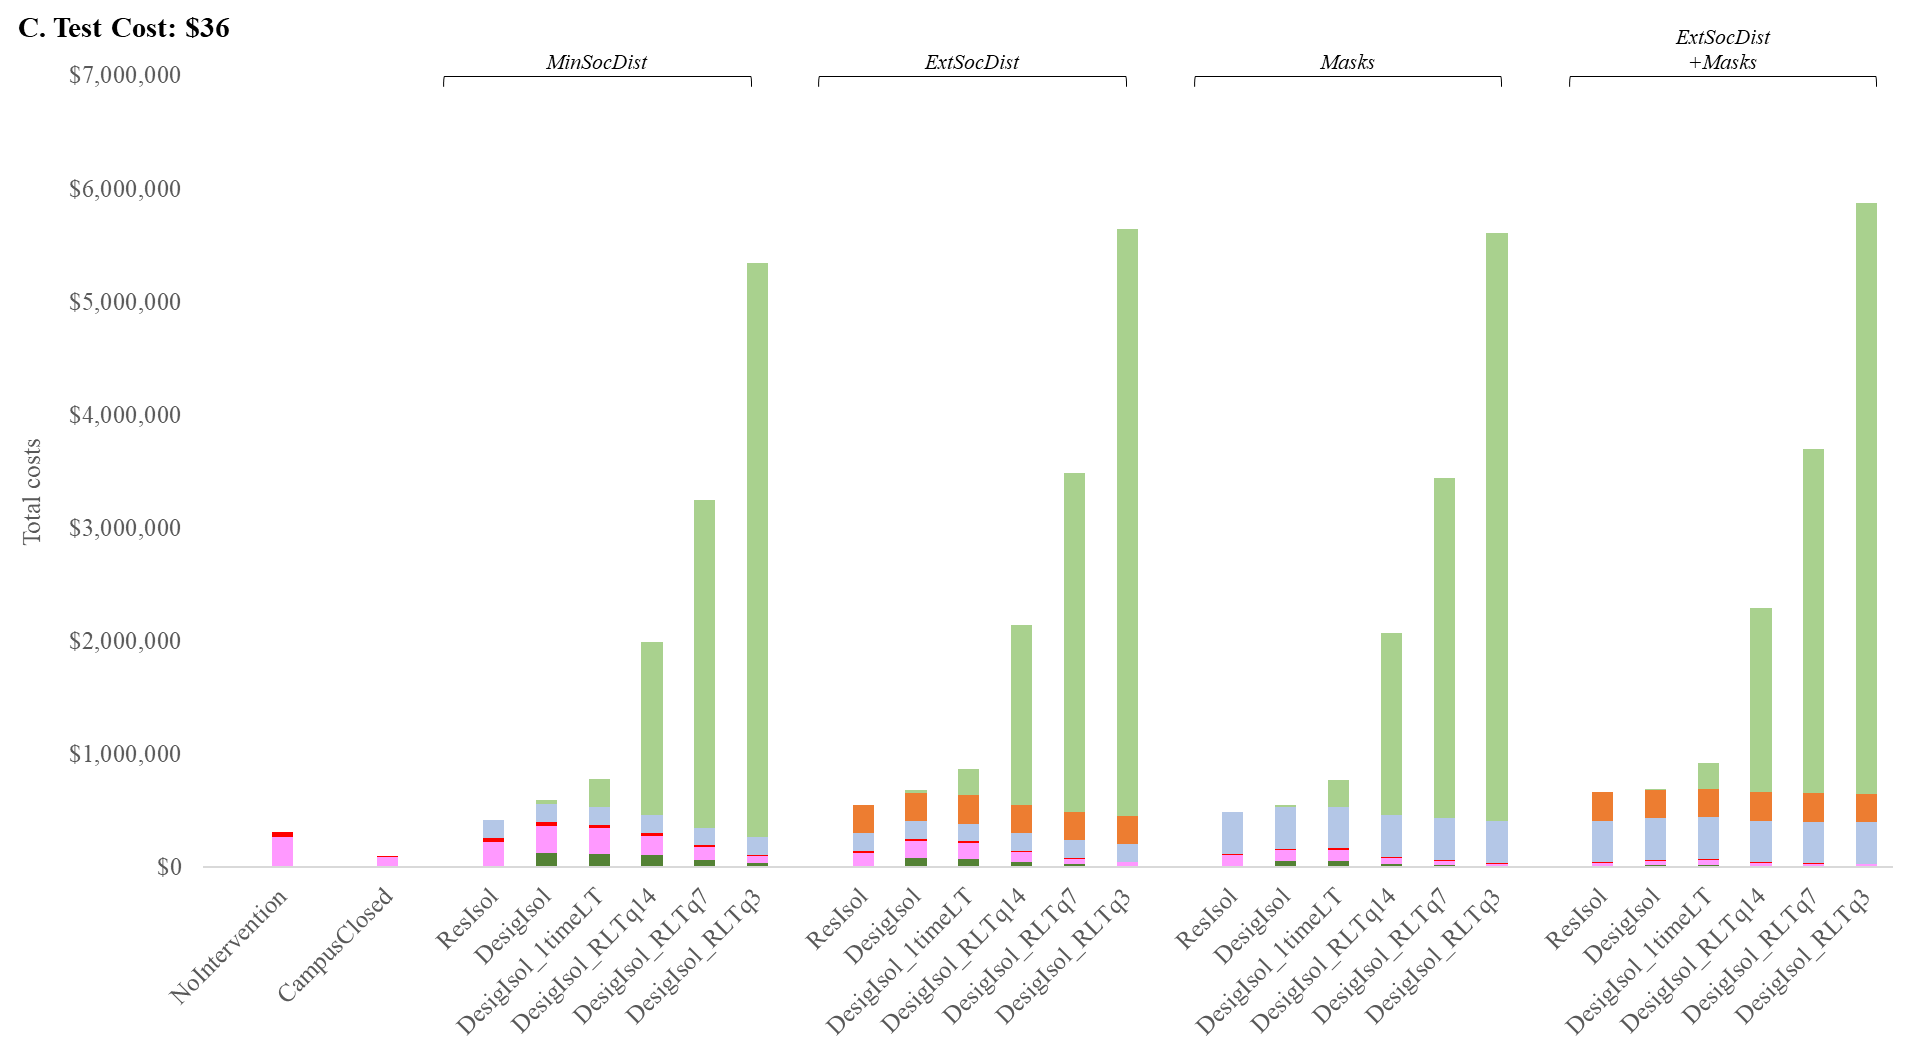 C. Test Cost: $36
MinSocDist
ExtSocDist
Masks
ExtSocDist
+Masks
$7,000,000
$6,000,000
$5,000,000
$4,000,000
$3,000,000
$2,000,000
$1,000,000
$0
Total costs
NoIntervention
CampusClosed
ResIsol
DesigIsol
DesigIsol_1timeLT
DesigIsol_RLTq14
DesigIsol_RLTq7
DesigIsol_RLTq3
ResIsol
DesigIsol
DesigIsol_1timeLT
DesigIsol_RLTq14
DesigIsol_RLTq7
DesigIsol_RLTq3
ResIsol
DesigIsol
DesigIsol_1timeLT
DesigIsol_RLTq14
DesigIsol_RLTq7
DesigIsol_RLTq3
ResIsol
DesigIsol
DesigIsol_1timeLT
DesigIsol_RLTq14
DesigIsol_RLTq7
DesigIsol_RLTq3